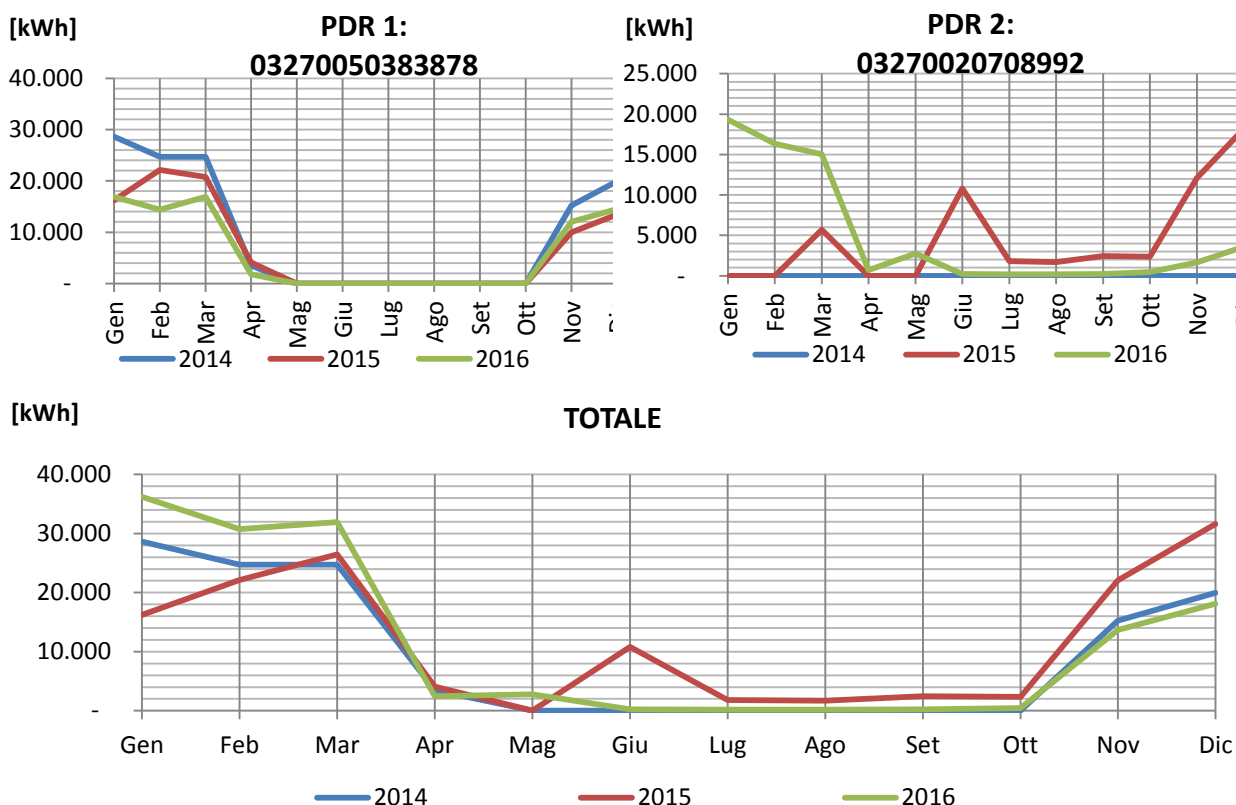 [kWh]
PDR 1:
03270050383878
40.000
30.000
20.000
10.000
-
Gen
Feb
Mar
Apr
Mag
Giu
Lug
Ago
Set
Ott
Nov
2014
2015
2016
[kWh]
PDR 2:
03270020708992
25.000
20.000
15.000
10.000
5.000
-
Gen
Feb
Mar
Apr
Mag
Giu
Lug
Ago
Set
Ott
Nov
2014
2015
2016
[kWh]
TOTALE
40.000
30.000
20.000
10.000
-
Gen Feb Mar Apr Mag Giu Lug Ago Set Ott Nov Dic
2014 2015 2016